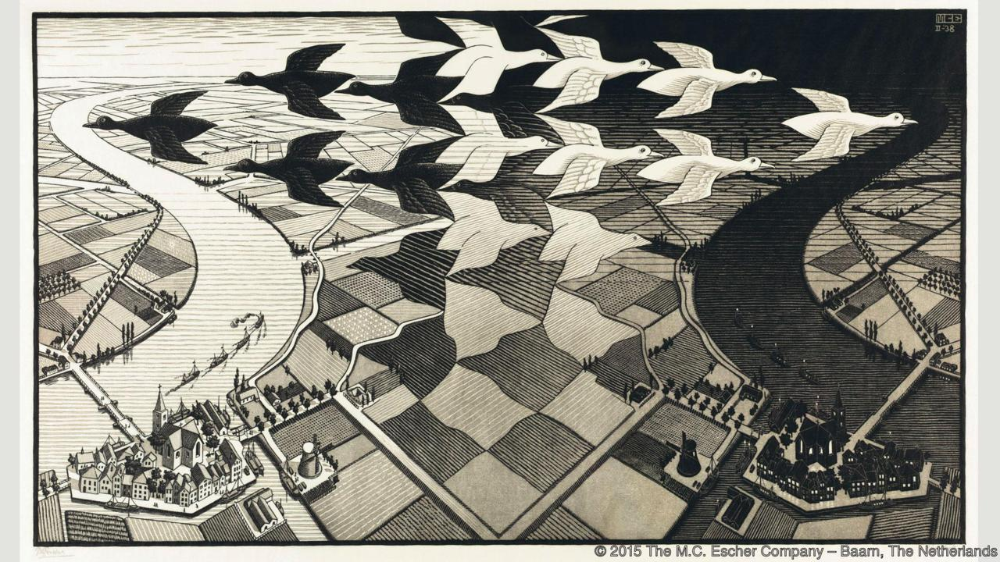 MCE
II-'38
© 2015 The M.C. Escher Company – Baarn, The Netherlands